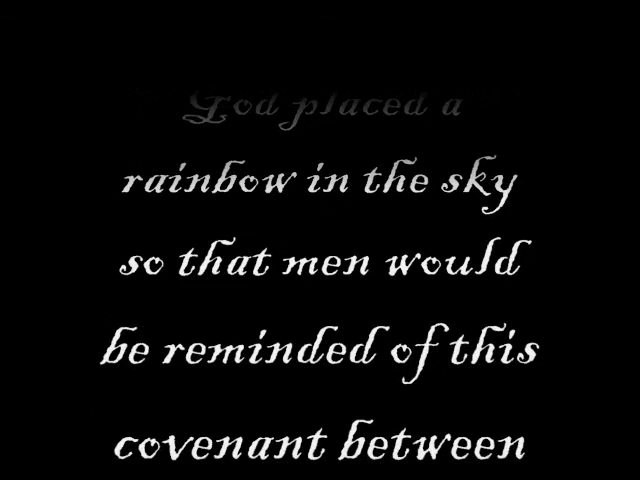 God placed a
rainbow in the sky
so that men would
be reminded of this
covenant between